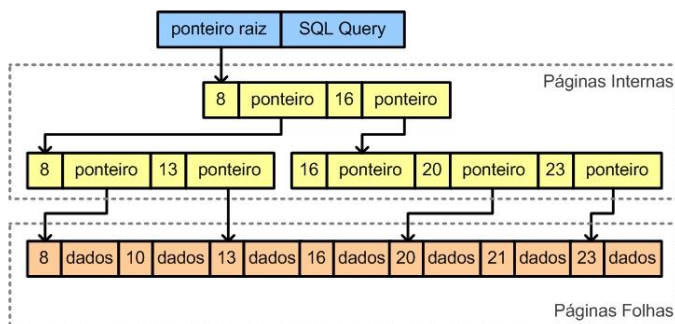 ponteiro raiz SQL Query
Páginas Internas
8 ponteiro 16 ponteiro
8 ponteiro 13 ponteiro 16 ponteiro 20 ponteiro 23 ponteiro
8 dados 10 dados 13 dados 16 dados 20 dados 21 dados 23 dados
Páginas Folhas